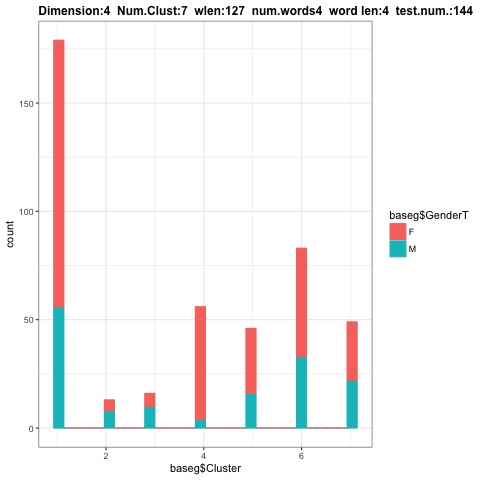 Dimension:4 Num.Clust:7 wlen:127 num.words4 word len:4 test.num.:144
150
100
50
0
count
2 4 6
baseg$Cluster
baseg$GenderT
F
M